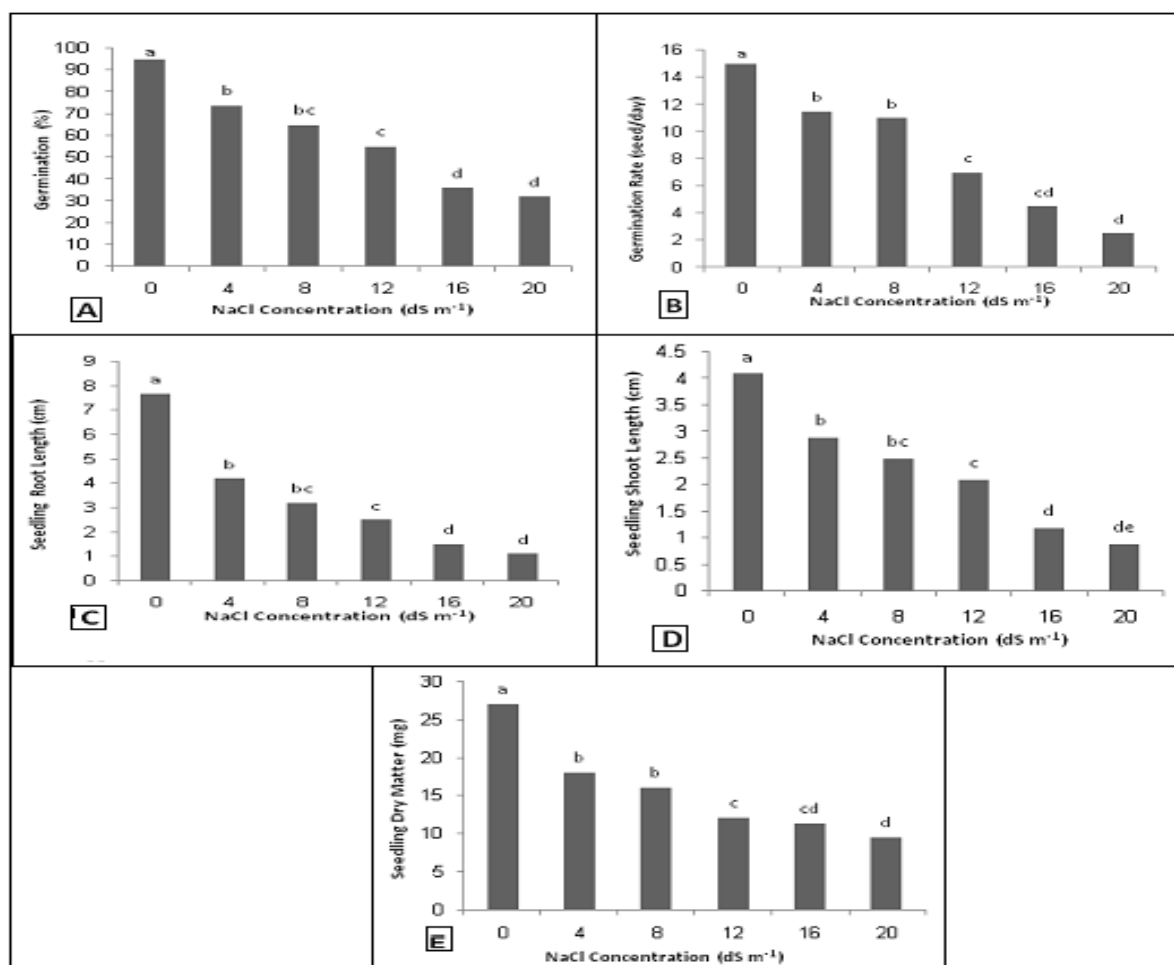 100
90
80
70
60
50
40
30
20
10
0
Germination (%)
a
b
bc
c
d
d
0 4 8 12 16 20
NaCl Concentration (dS m⁻¹)
A
16
14
12
10
8
6
4
2
0
Germination Rate (seed/day)
a
b
b
c
cd
d
0 4 8 12 16 20
NaCl Concentration (dS m⁻¹)
B
9
8
7
6
5
4
3
2
1
0
Seedling Root Length (cm)
a
b
bc
c
d
d
0 4 8 12 16 20
NaCl Concentration (dS m⁻¹)
C
4.5
4
3.5
3
2.5
2
1.5
1
0.5
0
Seedling Shoot Length (cm)
a
b
bc
c
d
de
0 4 8 12 16 20
NaCl Concentration (dS m⁻¹)
D
30
25
20
15
10
5
0
Seedling Dry Matter (mg)
a
b
b
c
cd
d
0 4 8 12 16 20
NaCl Concentration (dS m⁻¹)
E